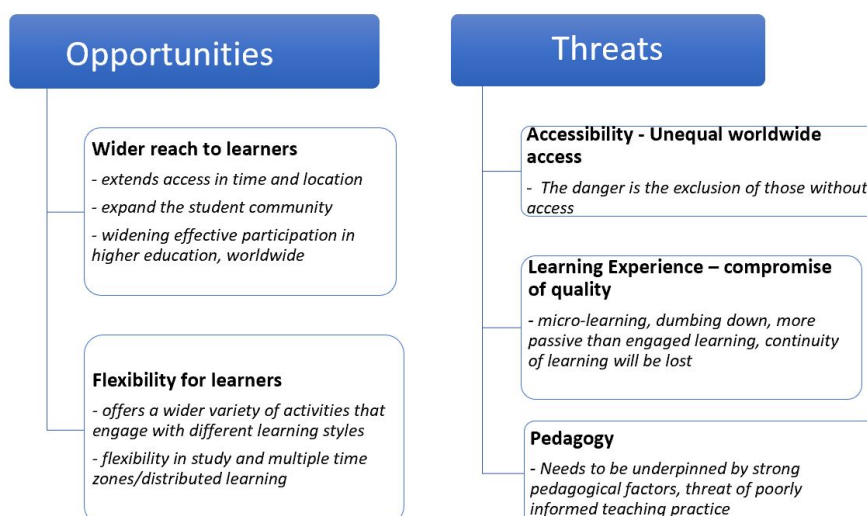 Opportunities
Wider reach to learners
- extends access in time and location
- expand the student community
- widening effective participation in
higher education, worldwide
Flexibility for learners
- offers a wider variety of activities that
engage with different learning styles
- flexibility in study and multiple time
zones/distributed learning
Threats
Accessibility - Unequal worldwide
access
- The danger is the exclusion of those without
access
Learning Experience – compromise
of quality
- micro-learning, dumbing down, more
passive than engaged learning, continuity
of learning will be lost
Pedagogy
- Needs to be underpinned by strong
pedagogical factors, threat of poorly
informed teaching practice